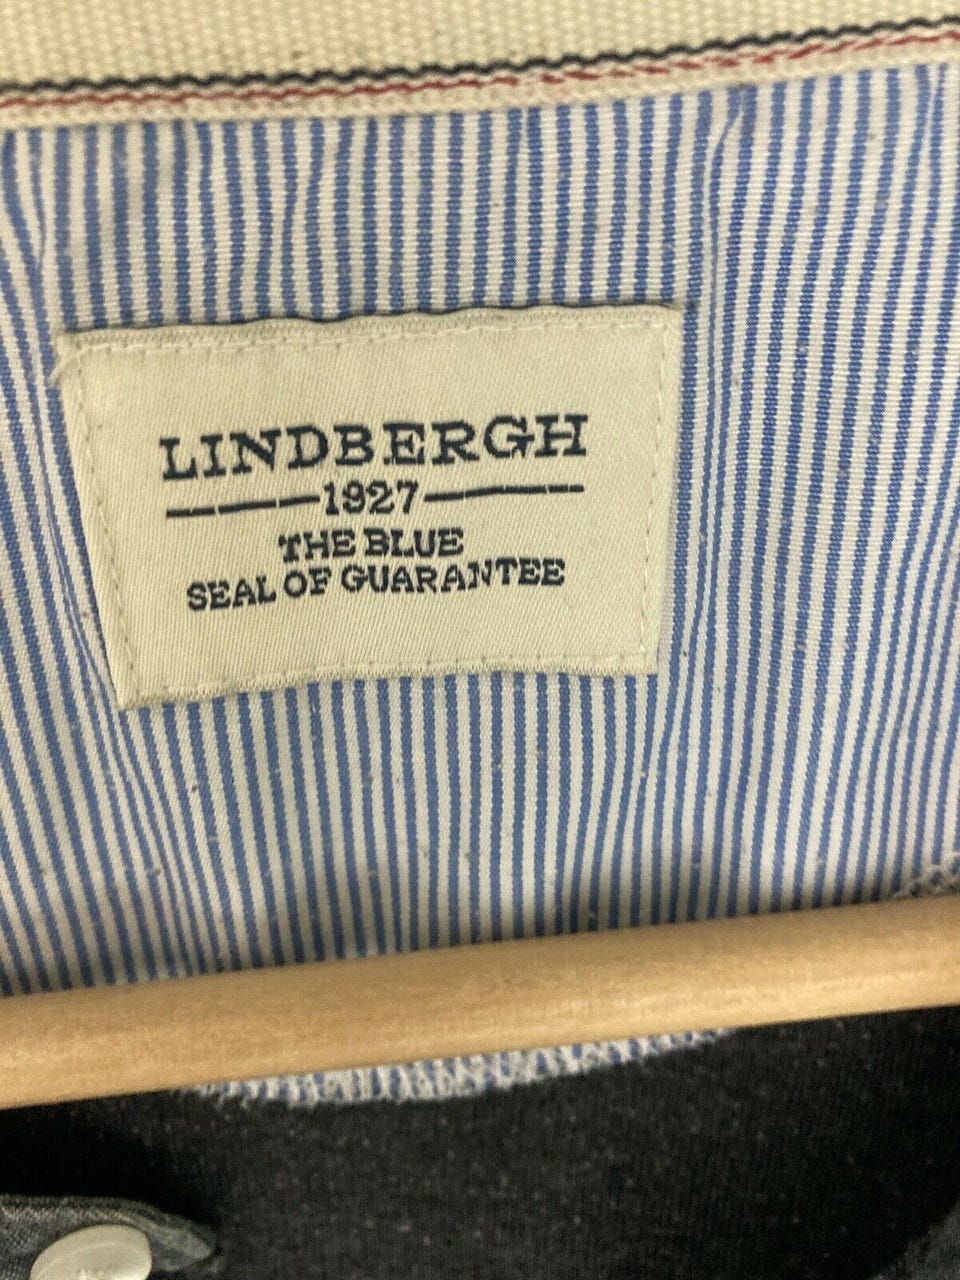 LINDBERGH
1927
THE BLUE
SEAL OF GUARANTEE